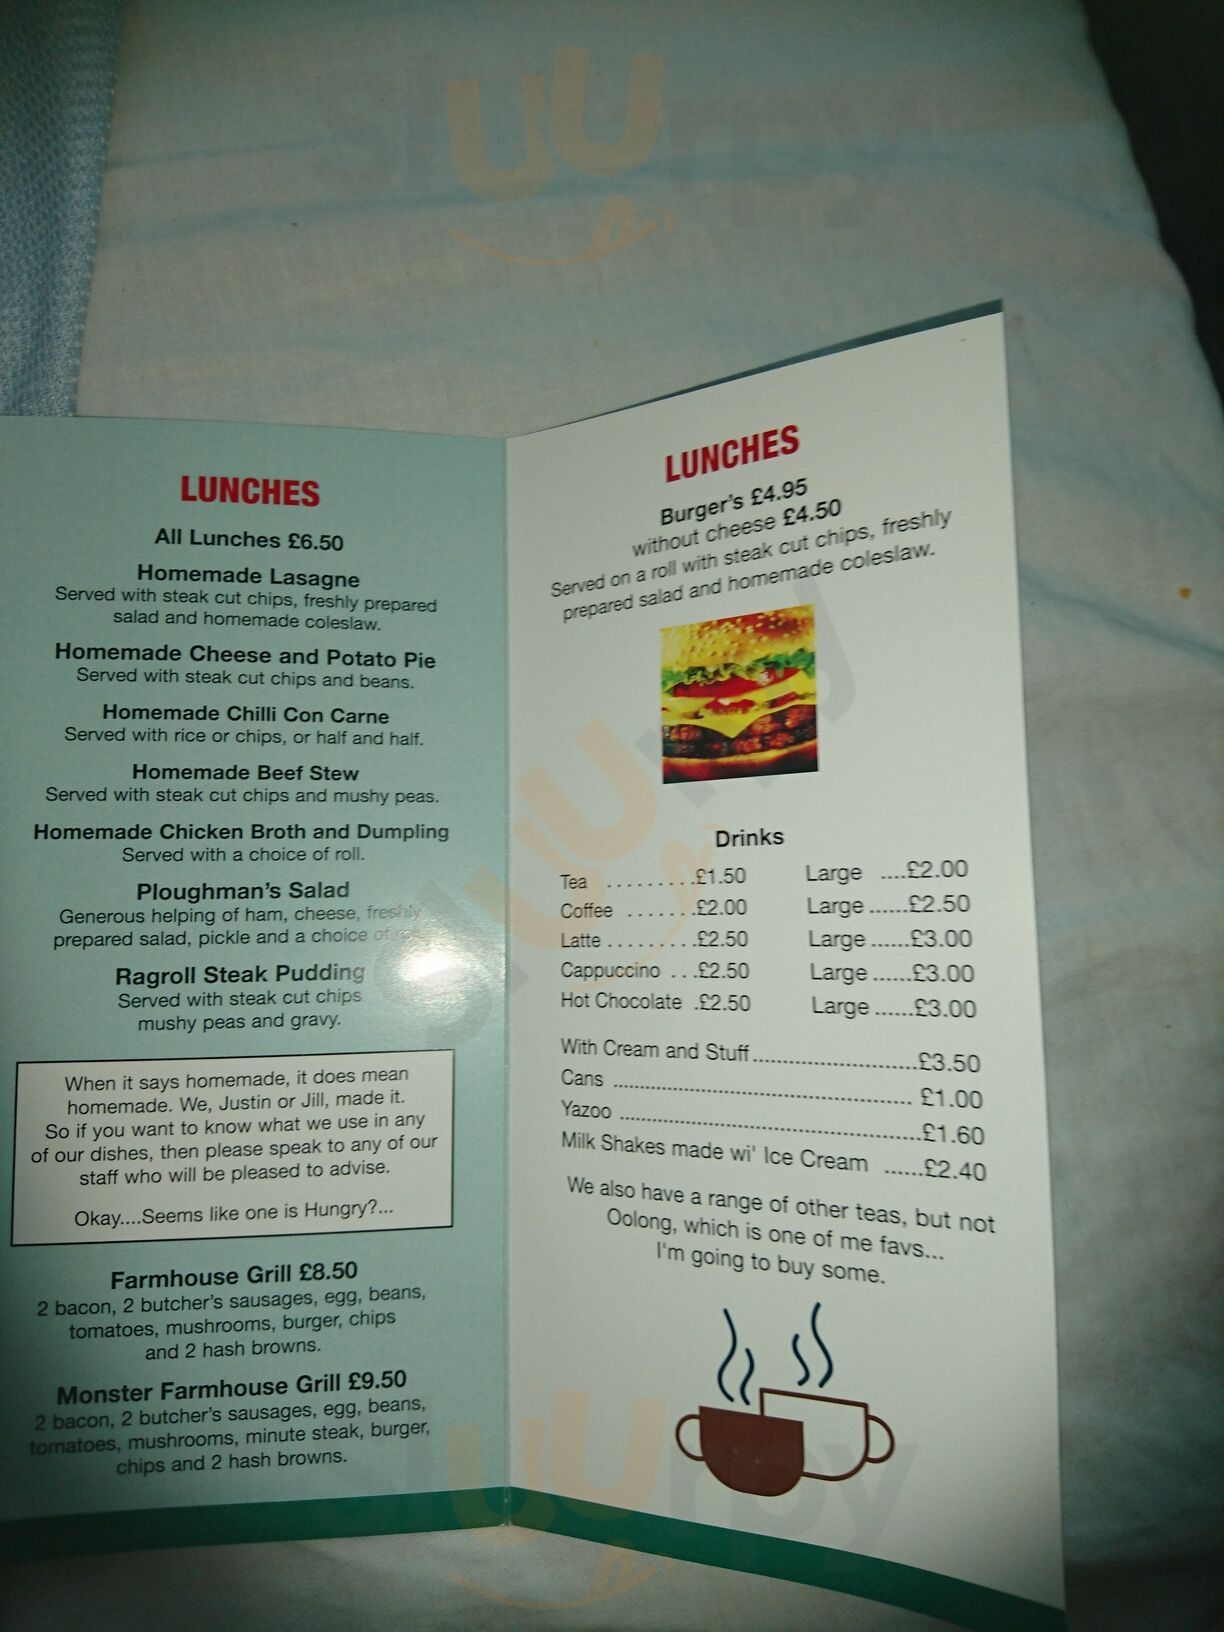 LUNCHES
All Lunches £6.50
Homemade Lasagne
Served with steak cut chips, freshly prepared
salad and homemade coleslaw.
Homemade Cheese and Potato Pie
Served with steak cut chips and beans.
Homemade Chilli Con Carne
Served with rice or chips, or half and half.
Homemade Beef Stew
Served with steak cut chips and mushy peas.
Homemade Chicken Broth and Dumpling
Served with a choice of roll.
Ploughman's Salad
Generous helping of ham, cheese, freshly
prepared salad, pickle and a choice of roll.
Ragroll Steak Pudding
Served with steak cut chips
mushy peas and gravy.
When it says homemade, it does mean
homemade. We, Justin or Jill, made it.
So if you want to know what we use in any
of our dishes, then please speak to any of our
staff who will be pleased to advise.
Okay....Seems like one is Hungry?...
Farmhouse Grill £8.50
2 bacon, 2 butcher's sausages, egg, beans,
tomatoes, mushrooms, burger, chips
and 2 hash browns.
Monster Farmhouse Grill £9.50
2 bacon, 2 butcher's sausages, egg, beans,
tomatoes, mushrooms, minute steak, burger,
chips and 2 hash browns.
LUNCHES
Burger's £4.95
without cheese £4.50
Served on a roll with steak cut chips, freshly
prepared salad and homemade coleslaw.
Drinks
Tea .........£1.50 Large ....£2.00
Coffee .......£2.00 Large ......£2.50
Latte .........£2.50 Large ......£3.00
Cappuccino ...£2.50 Large ......£3.00
Hot Chocolate .£2.50 Large ......£3.00
With Cream and Stuff.........................£3.50
Cans ............................................. £1.00
Yazoo .............................................£1.60
Milk Shakes made wi' Ice Cream ......£2.40
We also have a range of other teas, but not
Oolong, which is one of me favs...
I'm going to buy some.
Sluurpy
Sluurpy
Sluurpy